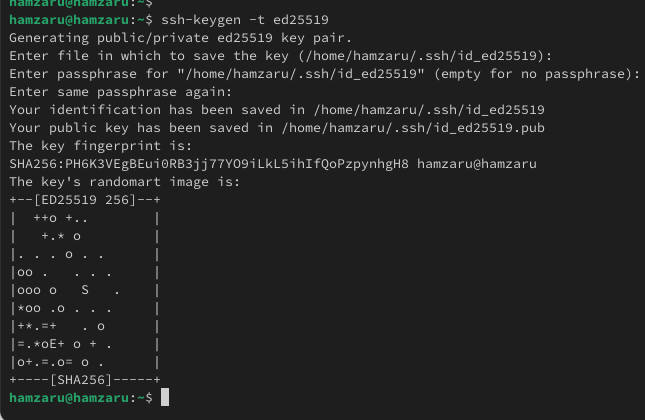 hamzaru@hamzaru:~$
hamzaru@hamzaru:~$ ssh-keygen -t ed25519
Generating public/private ed25519 key pair.
Enter file in which to save the key (/home/hamzaru/.ssh/id_ed25519):
Enter passphrase for "/home/hamzaru/.ssh/id_ed25519" (empty for no passphrase):
Enter same passphrase again:
Your identification has been saved in /home/hamzaru/.ssh/id_ed25519
Your public key has been saved in /home/hamzaru/.ssh/id_ed25519.pub
The key fingerprint is:
SHA256:PH6K3VEgBEui0RB3jj77YO9iLkL5ihIfQoPzpynhgH8 hamzaru@hamzaru
The key's randomart image is:
+--[ED25519 256]--+
|  ++o +..        |
|   +.* o         |
|. . . o . .      |
|oo .   . . .     |
|ooo o   S   .    |
|*oo .o . . .     |
|+*.=+   . o      |
|=.*oE+ o + .     |
|o+.=.o= o .      |
+----[SHA256]-----+
hamzaru@hamzaru:~$